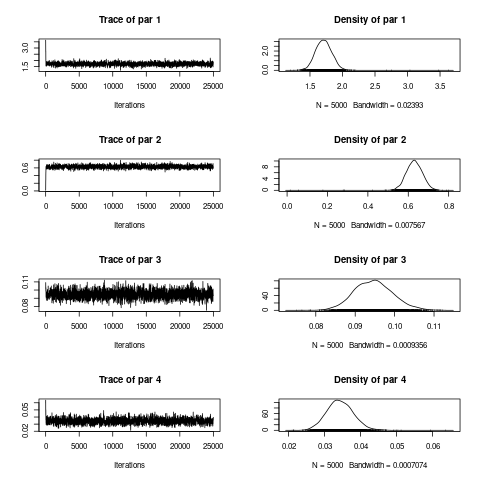 Trace of par 1
1.5 3.0
0 5000 10000 15000 20000 25000
Iterations
Density of par 1
0.0 2.0
1.5 2.0 2.5 3.0 3.5
N = 5000 Bandwidth = 0.02393
Trace of par 2
0.0 0.6
0 5000 10000 15000 20000 25000
Iterations
Density of par 2
0 4 8
0.0 0.2 0.4 0.6 0.8
N = 5000 Bandwidth = 0.007567
Trace of par 3
0.08 0.11
0 5000 10000 15000 20000 25000
Iterations
Density of par 3
0 40
0.08 0.09 0.10 0.11
N = 5000 Bandwidth = 0.0009356
Trace of par 4
0.02 0.05
0 5000 10000 15000 20000 25000
Iterations
Density of par 4
0 60
0.02 0.03 0.04 0.05 0.06
N = 5000 Bandwidth = 0.0007074